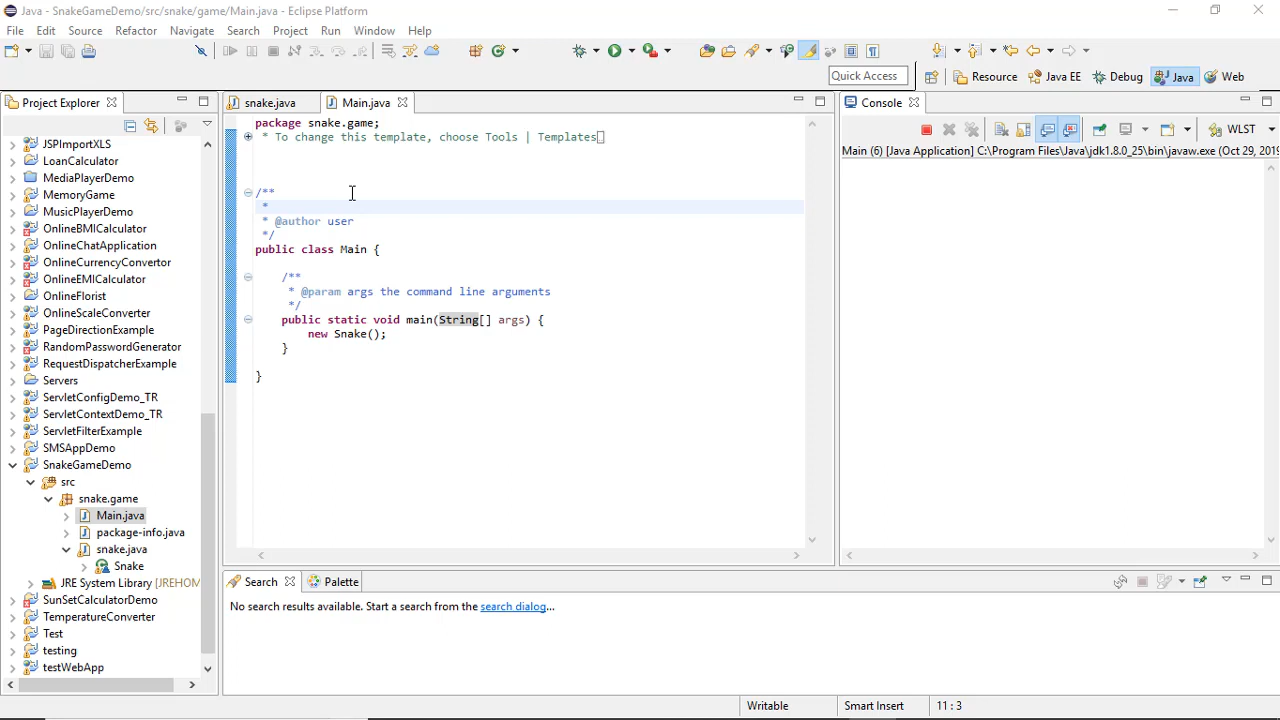 Java - SnakeGameDemo/src/snake/game/Main.java - Eclipse Platform
File Edit Source Refactor Navigate Search Project Run Window Help
Quick Access
Resource Java EE Debug Java Web
Project Explorer
JSPImportXLS
LoanCalculator
MediaPlayerDemo
MemoryGame
MusicPlayerDemo
OnlineBMICalculator
OnlineChatApplication
OnlineCurrencyConvertor
OnlineEMICalculator
OnlineFlorist
OnlineScaleConverter
PageDirectionExample
RandomPasswordGenerator
RequestDispatcherExample
Servers
ServletConfigDemo_TR
ServletContextDemo_TR
ServletFilterExample
SMSAppDemo
SnakeGameDemo
src
snake.game
Main.java
package-info.java
snake.java
Snake
JRE System Library [JREHOM
SunSetCalculatorDemo
TemperatureConverter
Test
testing
testWebApp
snake.java Main.java
package snake.game;
* To change this template, choose Tools | Templates
/**
*
* @author user
*/
public class Main {
/**
* @param args the command line arguments
*/
public static void main(String[] args) {
new Snake();
}
}
Console
WLST
Main (6) [Java Application] C:\Program Files\Java\jdk1.8.0_25\bin\javaw.exe (Oct 29, 2019
Search Palette
No search results available. Start a search from the search dialog...
Writable Smart Insert 11 : 3